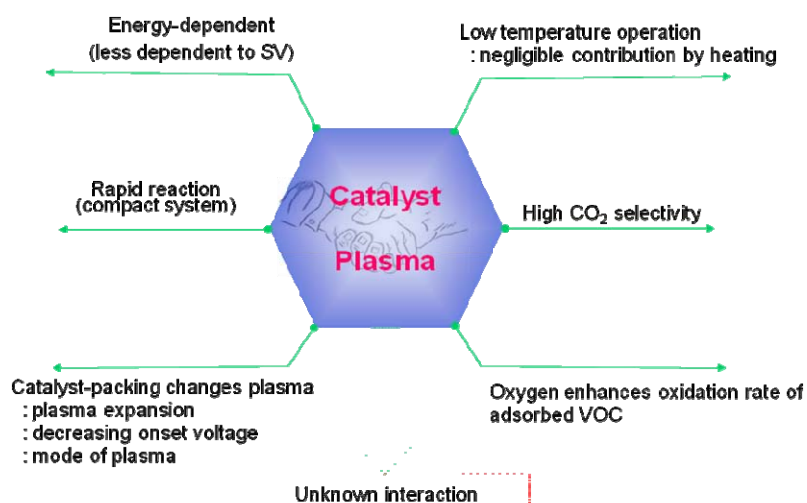 Energy-dependent
(less dependent to SV)
Low temperature operation
: negligible contribution by heating
Rapid reaction
(compact system)
Catalyst
Plasma
High CO₂ selectivity
Catalyst-packing changes plasma
: plasma expansion
: decreasing onset voltage
: mode of plasma
Oxygen enhances oxidation rate of
adsorbed VOC
Unknown interaction